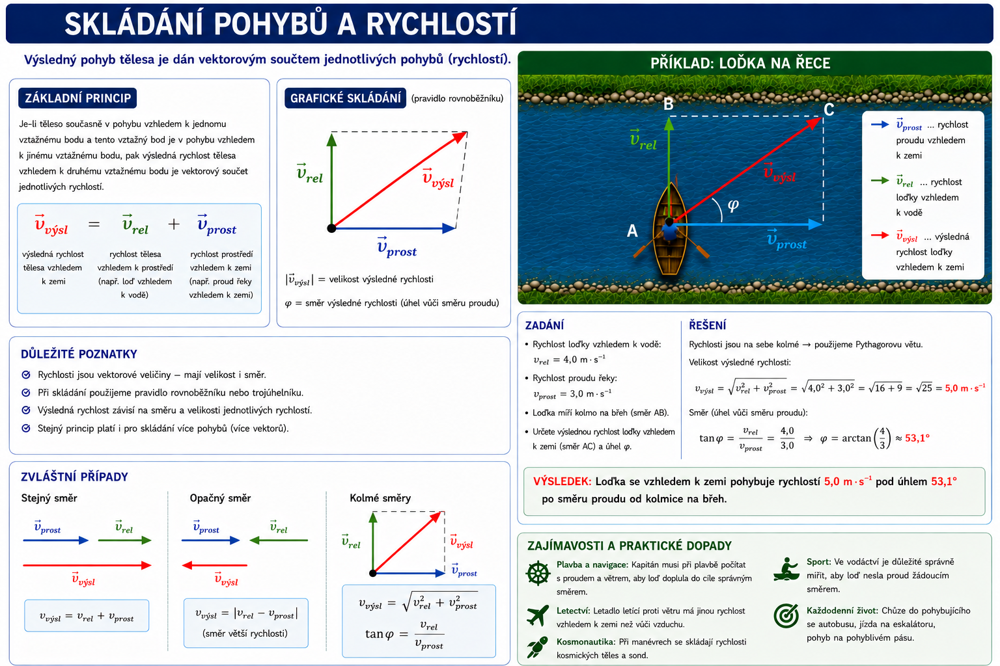 SKLÁDÁNÍ POHYBŮ A RYCHLOSTÍ
Výsledný pohyb tělesa je dán vektorovým součtem jednotlivých pohybů (rychlostí).
ZÁKLADNÍ PRINCIP
Je-li těleso současně v pohybu vzhledem k jednomu
vztažnému bodu a tento vztažný bod je v pohybu vzhledem
k jinému vztažnému bodu, pak výsledná rychlost tělesa
vzhledem k druhému vztažnému bodu je vektorový součet
jednotlivých rychlostí.
v⃗výsl = v⃗rel + v⃗prost
výsledná rychlost
tělesa vzhledem
k zemi
rychlost tělesa
vzhledem k prostředí
(např. loď vzhledem
k vodě)
rychlost prostředí
vzhledem k zemi
(např. proud řeky
vzhledem k zemi)
GRAFICKÉ SKLÁDÁNÍ (pravidlo rovnoběžníku)
v⃗rel
v⃗výsl
v⃗prost
|v⃗výsl| = velikost výsledné rychlosti
φ = směr výsledné rychlosti (úhel vůči směru proudu)
DŮLEŽITÉ POZNATKY
Rychlosti jsou vektorové veličiny – mají velikost i směr.
Při skládání použijeme pravidlo rovnoběžníku nebo trojúhelníku.
Výsledná rychlost závisí na směru a velikosti jednotlivých rychlostí.
Stejný princip platí i pro skládání více pohybů (více vektorů).
ZVLÁŠTNÍ PŘÍPADY
Stejný směr
v⃗prost v⃗rel
v⃗výsl
vvýsl = vrel + vprost
Opačný směr
v⃗prost v⃗rel
v⃗výsl
vvýsl = |vrel − vprost|
(směr větší rychlosti)
Kolmé směry
v⃗rel
v⃗výsl
v⃗prost
vvýsl = √(v²rel + v²prost)
tan φ = vrel / vprost
PŘÍKLAD: LOĎKA NA ŘECE
B
C
v⃗rel
v⃗výsl
φ
A
v⃗prost
v⃗prost ... rychlost
proudu vzhledem
k zemi
v⃗rel ... rychlost
loďky vzhledem
k vodě
v⃗výsl ... výsledná
rychlost loďky
vzhledem k zemi
ZADÁNÍ
• Rychlost loďky vzhledem k vodě:
vrel = 4,0 m·s⁻¹
• Rychlost proudu řeky:
vprost = 3,0 m·s⁻¹
• Loďka míří kolmo na břeh (směr AB).
• Určete výslednou rychlost loďky vzhledem
k zemi (směr AC) a úhel φ.
ŘEŠENÍ
Rychlosti jsou na sebe kolmé → použijeme Pythagorovu větu.
Velikost výsledné rychlosti:
vvýsl = √(v²rel + v²prost) = √(4,0² + 3,0²) = √(16 + 9) = √25 = 5,0 m·s⁻¹
Směr (úhel vůči směru proudu):
tan φ = vrel / vprost = 4,0 / 3,0 ⇒ φ = arctan(4/3) ≈ 53,1°
VÝSLEDEK: Loďka se vzhledem k zemi pohybuje rychlostí 5,0 m·s⁻¹ pod úhlem 53,1°
po směru proudu od kolmice na břeh.
ZAJÍMAVOSTI A PRAKTICKÉ DOPADY
Plavba a navigace: Kapitán musi při plavbě počítat
s proudem a větrem, aby loď doplula do cíle správným
směrem.
Letectví: Letadlo letící proti větru má jinou rychlost
vzhledem k zemi než vůči vzduchu.
Kosmonautika: Při manévrech se skládají rychlosti
kosmických těles a sond.
Sport: Ve vodáctví je důležité správně
mířit, aby loď nesla proud žádoucím
směrem.
Každodenní život: Chůze do pohybujícího
se autobusu, jízda na eskalátoru,
pohyb na pohyblivém pásu.